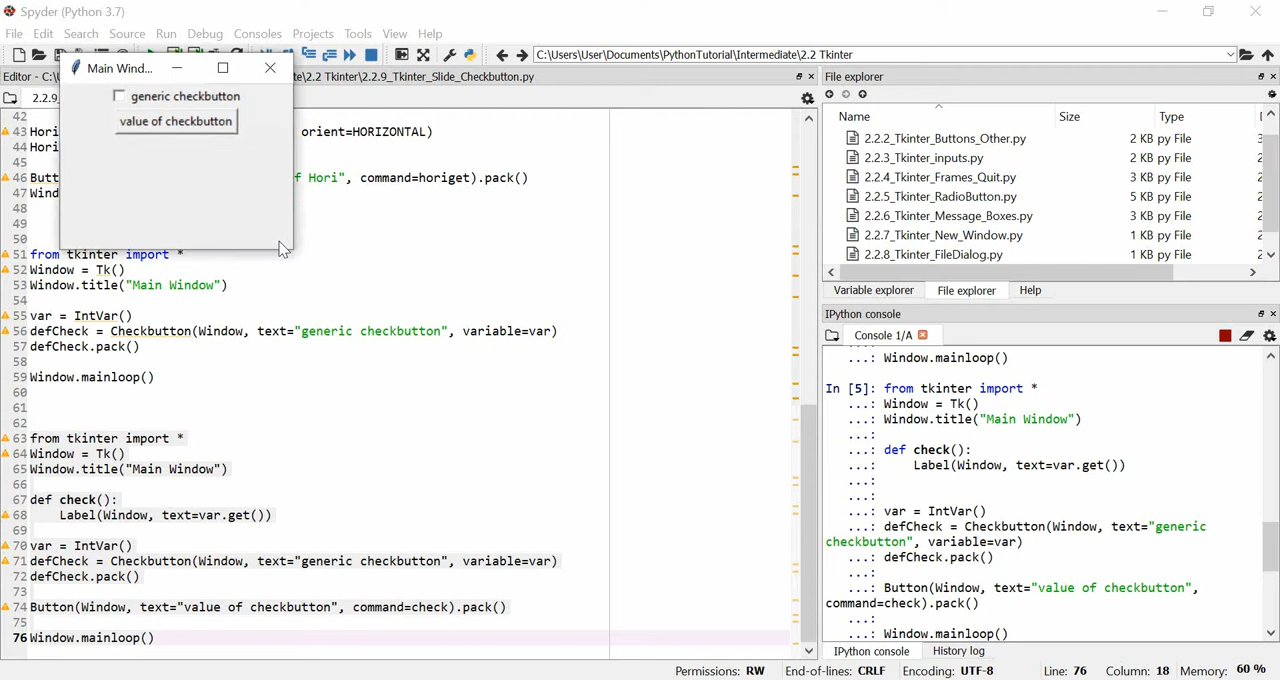 Spyder (Python 3.7)
File Edit Search Source Run Debug Consoles Projects Tools View Help
C:\Users\User\Documents\PythonTutorial\Intermediate\2.2 Tkinter
Editor - C:\ te\2.2 Tkinter\2.2.9_Tkinter_Slide_Checkbutton.py
2.2.9_
Main Wind...
generic checkbutton
value of checkbutton
42
43 Hori orient=HORIZONTAL)
44 Hori
45
46 Butt f Hori", command=horiget).pack()
47 Wind
48
49
50
51 from tkinter import *
52 Window = Tk()
53 Window.title("Main Window")
54
55 var = IntVar()
56 defCheck = Checkbutton(Window, text="generic checkbutton", variable=var)
57 defCheck.pack()
58
59 Window.mainloop()
60
61
62
63 from tkinter import *
64 Window = Tk()
65 Window.title("Main Window")
66
67 def check():
68 Label(Window, text=var.get())
69
70 var = IntVar()
71 defCheck = Checkbutton(Window, text="generic checkbutton", variable=var)
72 defCheck.pack()
73
74 Button(Window, text="value of checkbutton", command=check).pack()
75
76 Window.mainloop()
File explorer
Name Size Type
2.2.2_Tkinter_Buttons_Other.py 2 KB py File
2.2.3_Tkinter_inputs.py 2 KB py File
2.2.4_Tkinter_Frames_Quit.py 3 KB py File
2.2.5_Tkinter_RadioButton.py 5 KB py File
2.2.6_Tkinter_Message_Boxes.py 3 KB py File
2.2.7_Tkinter_New_Window.py 1 KB py File
2.2.8_Tkinter_FileDialog.py 1 KB py File
Variable explorer File explorer Help
IPython console
Console 1/A
...: Window.mainloop()
In [5]: from tkinter import *
...: Window = Tk()
...: Window.title("Main Window")
...:
...: def check():
...: Label(Window, text=var.get())
...:
...:
...: var = IntVar()
...: defCheck = Checkbutton(Window, text="generic
checkbutton", variable=var)
...: defCheck.pack()
...:
...: Button(Window, text="value of checkbutton",
command=check).pack()
...:
...: Window.mainloop()
IPython console History log
Permissions: RW End-of-lines: CRLF Encoding: UTF-8 Line: 76 Column: 18 Memory: 60 %